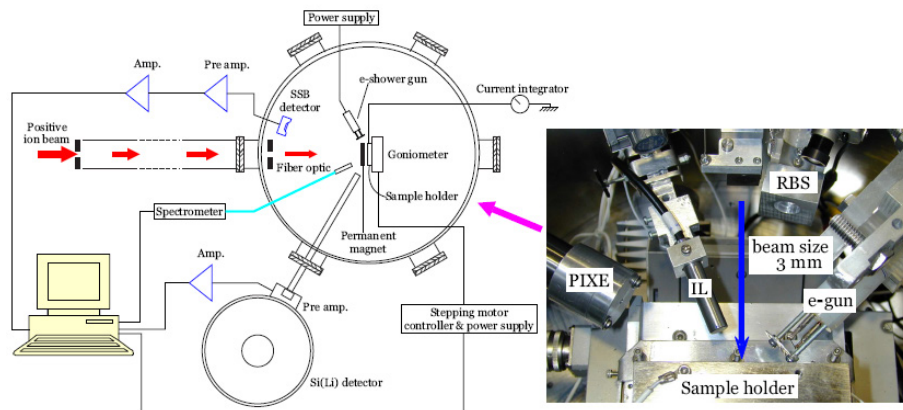 Power supply
Amp.
Pre amp.
e-shower gun
SSB
detector
Current integrator
Positive
ion beam
Fiber optic
Goniometer
Sample holder
Spectrometer
Permanent
magnet
Amp.
Pre amp.
Stepping motor
controller & power supply
Si(Li) detector
RBS
beam size
3 mm
PIXE
IL
e-gun
Sample holder